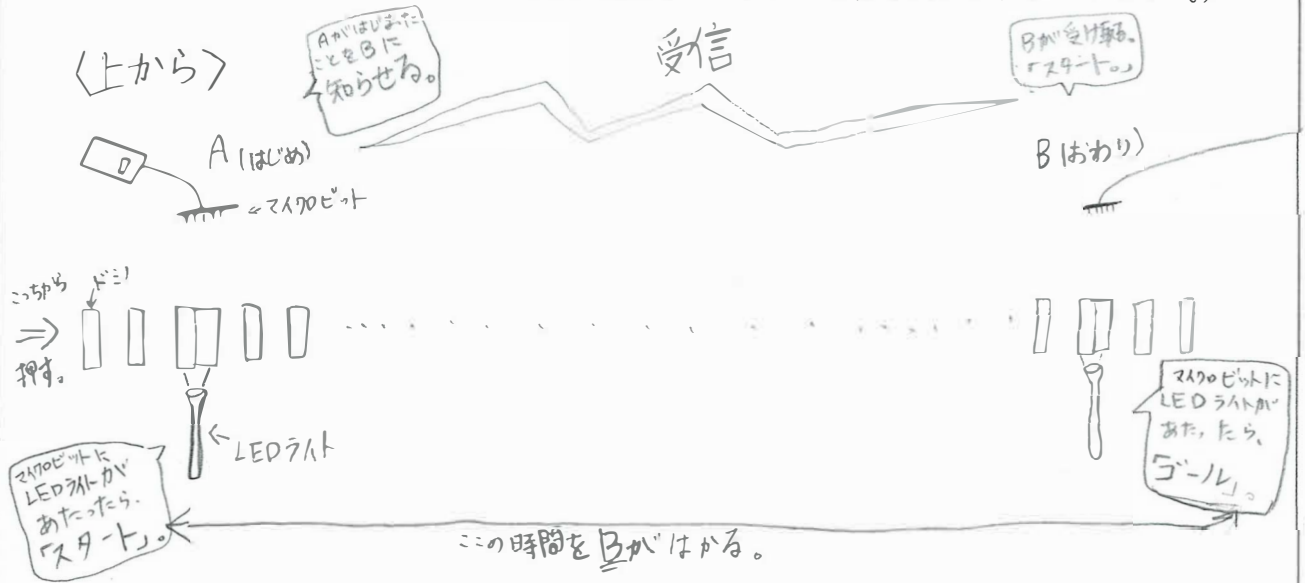 〈上から〉
Aがはじまった
ことをBに
知らせる。
受信
Bが受け取る。
「スタート。」
A(はじめ)
B(おわり)
←マイクロビット
こっちから
押す。
ドミノ
←LEDライト
マイクロビットに
LEDライトが
あたったら、
「スタート」。
マイクロビットに
LEDライトが
あたったら、
「ゴール」。
この時間をBがはかる。